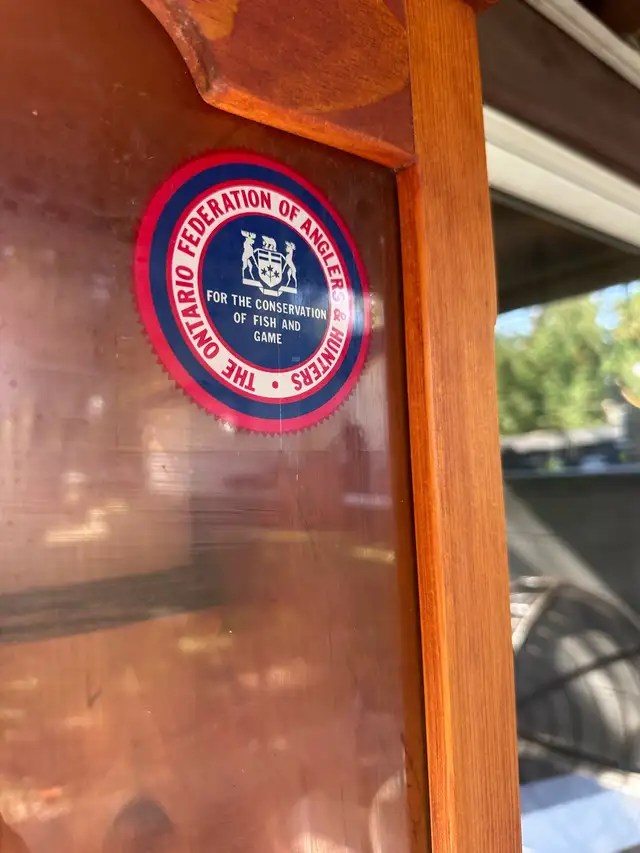 THE ONTARIO FEDERATION OF ANGLERS & HUNTERS •
FOR THE CONSERVATION
OF FISH AND
GAME